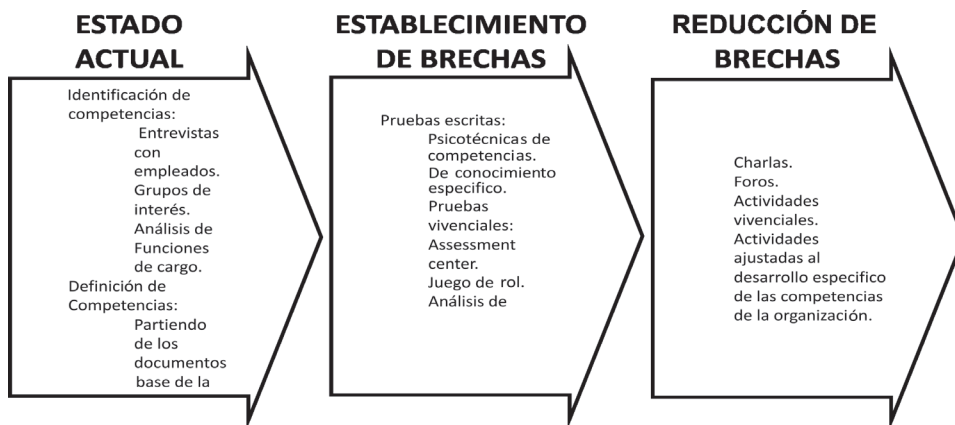 ESTADO
ACTUAL
Identificación de
competencias:
Entrevistas
con
empleados.
Grupos de
interés.
Análisis de
Funciones
de cargo.
Definición de
Competencias:
Partiendo
de los
documentos
base de la
ESTABLECIMIENTO
DE BRECHAS
Pruebas escritas:
Psicotécnicas de
competencias.
De conocimiento
especifico.
Pruebas
vivenciales:
Assessment
center.
Juego de rol.
Análisis de
REDUCCIÓN DE
BRECHAS
Charlas.
Foros.
Actividades
vivenciales.
Actividades
ajustadas al
desarrollo especifico
de las competencias
de la organización.